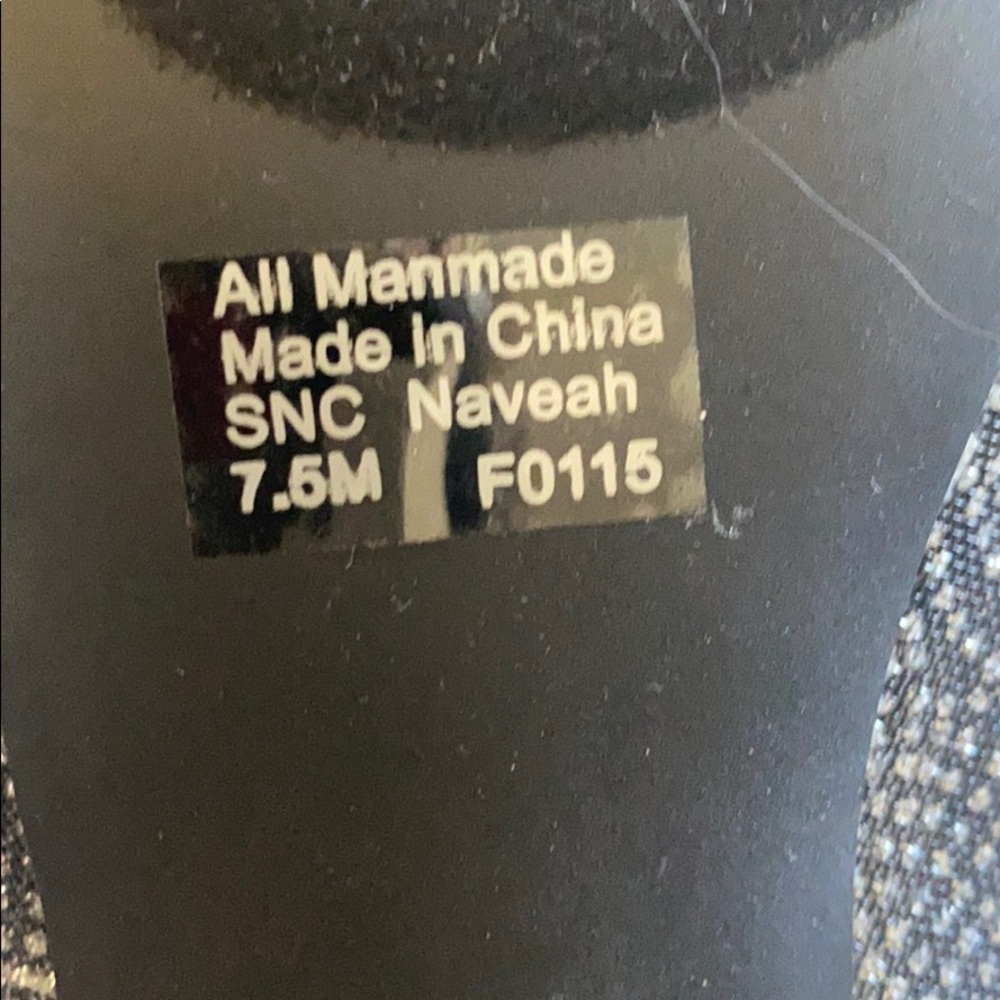 All Manmade
Made in China
SNC Naveah
7.5M F0115